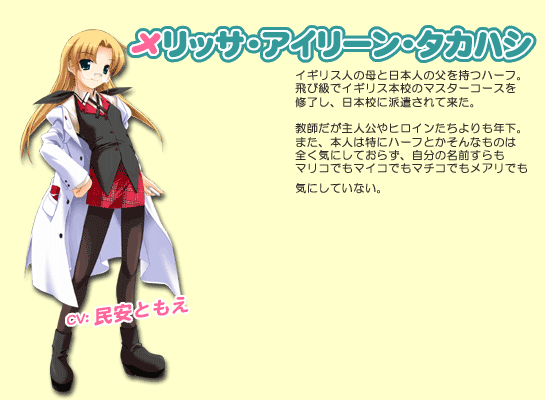 メリッサ・アイリーン・タカハシ
イギリス人の母と日本人の父を持つハーフ。
飛び級でイギリス本校のマスターコースを
修了し、日本校に派遣されて来た。
教師だが主人公やヒロインたちよりも年下。
また、本人は特にハーフとかそんなものは
全く気にしておらず、自分の名前すらも
マリコでもマイコでもマチコでもメアリでも
気にしていない。
CV: 民安ともえ